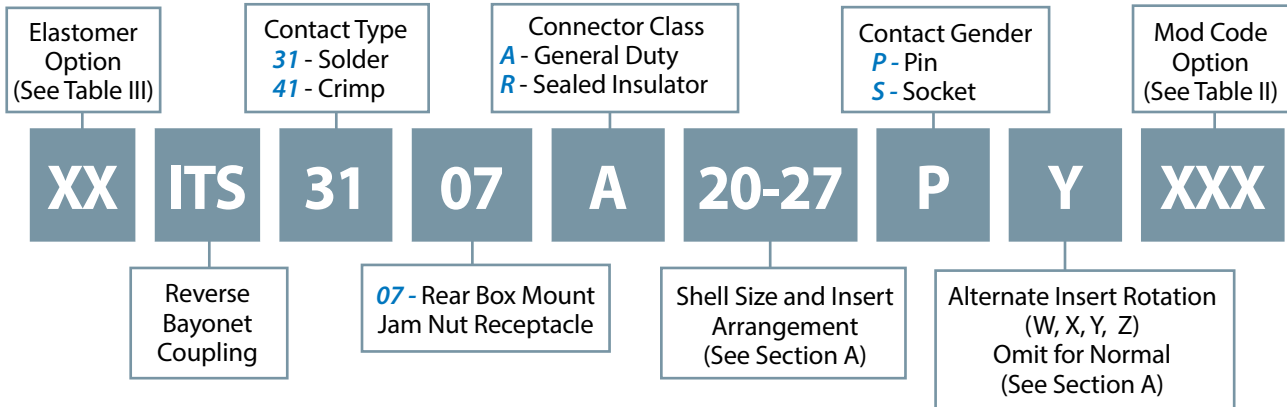 Elastomer
Option
(See Table III)
Contact Type
31 - Solder
41 - Crimp
Connector Class
A - General Duty
R - Sealed Insulator
Contact Gender
P - Pin
S - Socket
Mod Code
Option
(See Table II)
XX ITS 31 07 A 20-27 P Y XXX
Reverse
Bayonet
Coupling
07 - Rear Box Mount
Jam Nut Receptacle
Shell Size and Insert
Arrangement
(See Section A)
Alternate Insert Rotation
(W, X, Y, Z)
Omit for Normal
(See Section A)